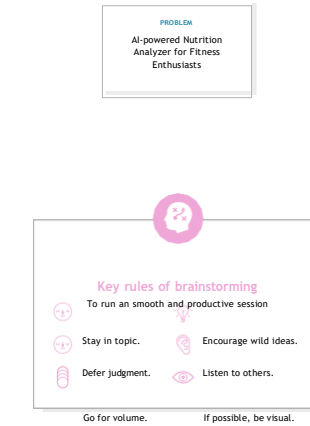 PROBLEM
AI-powered Nutrition
Analyzer for Fitness
Enthusiasts
Key rules of brainstorming
To run an smooth and productive session
Stay in topic.
Encourage wild ideas.
Defer judgment.
Listen to others.
Go for volume.
If possible, be visual.